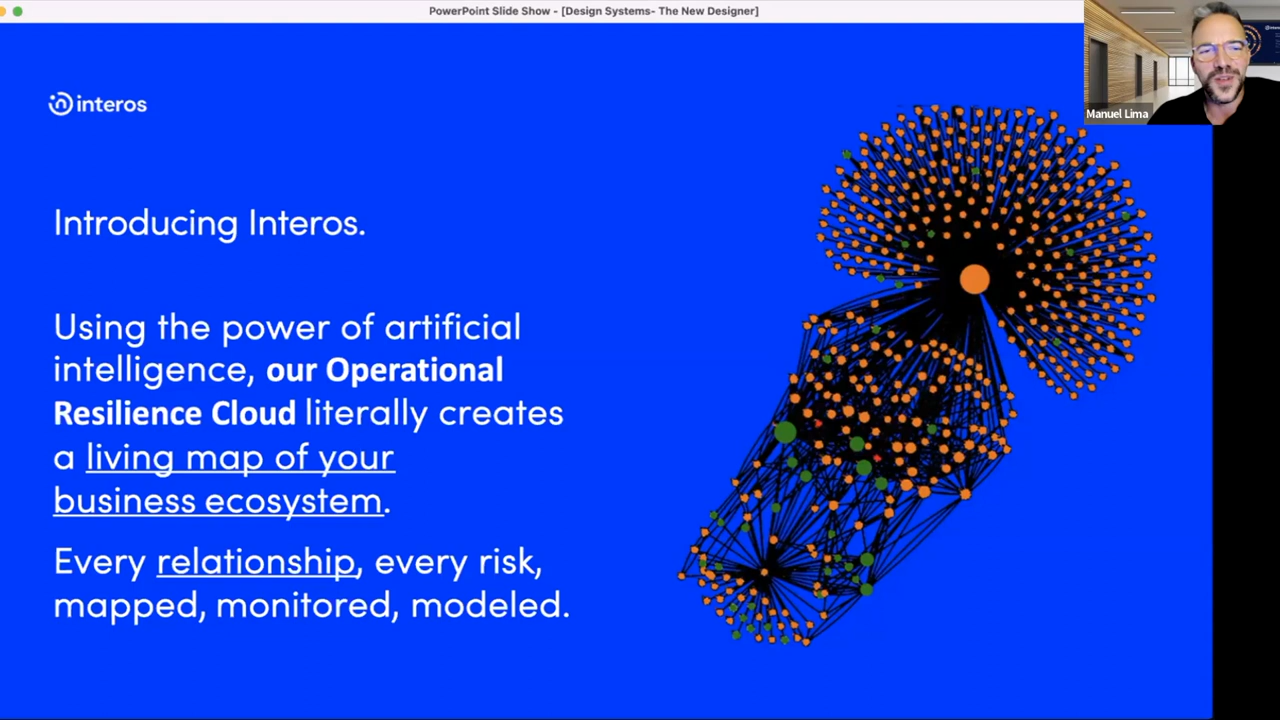 PowerPoint Slide Show - [Design Systems- The New Designer]
interos
Manuel Lima
Introducing Interos.
Using the power of artificial
intelligence, our Operational
Resilience Cloud literally creates
a living map of your
business ecosystem.
Every relationship, every risk,
mapped, monitored, modeled.